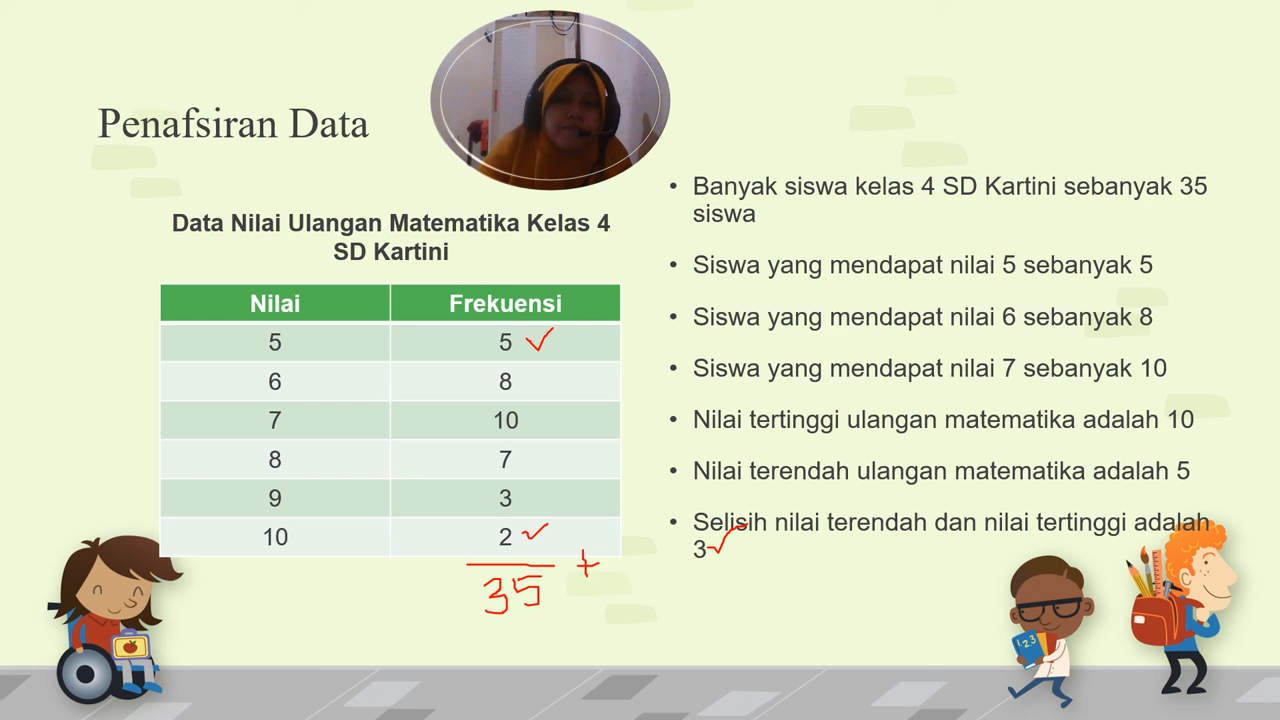 Penafsiran Data
Data Nilai Ulangan Matematika Kelas 4
SD Kartini
Nilai Frekuensi
5 5
6 8
7 10
8 7
9 3
10 2
+
35
• Banyak siswa kelas 4 SD Kartini sebanyak 35
siswa
• Siswa yang mendapat nilai 5 sebanyak 5
• Siswa yang mendapat nilai 6 sebanyak 8
• Siswa yang mendapat nilai 7 sebanyak 10
• Nilai tertinggi ulangan matematika adalah 10
• Nilai terendah ulangan matematika adalah 5
• Selisih nilai terendah dan nilai tertinggi adalah
3
1 2 3